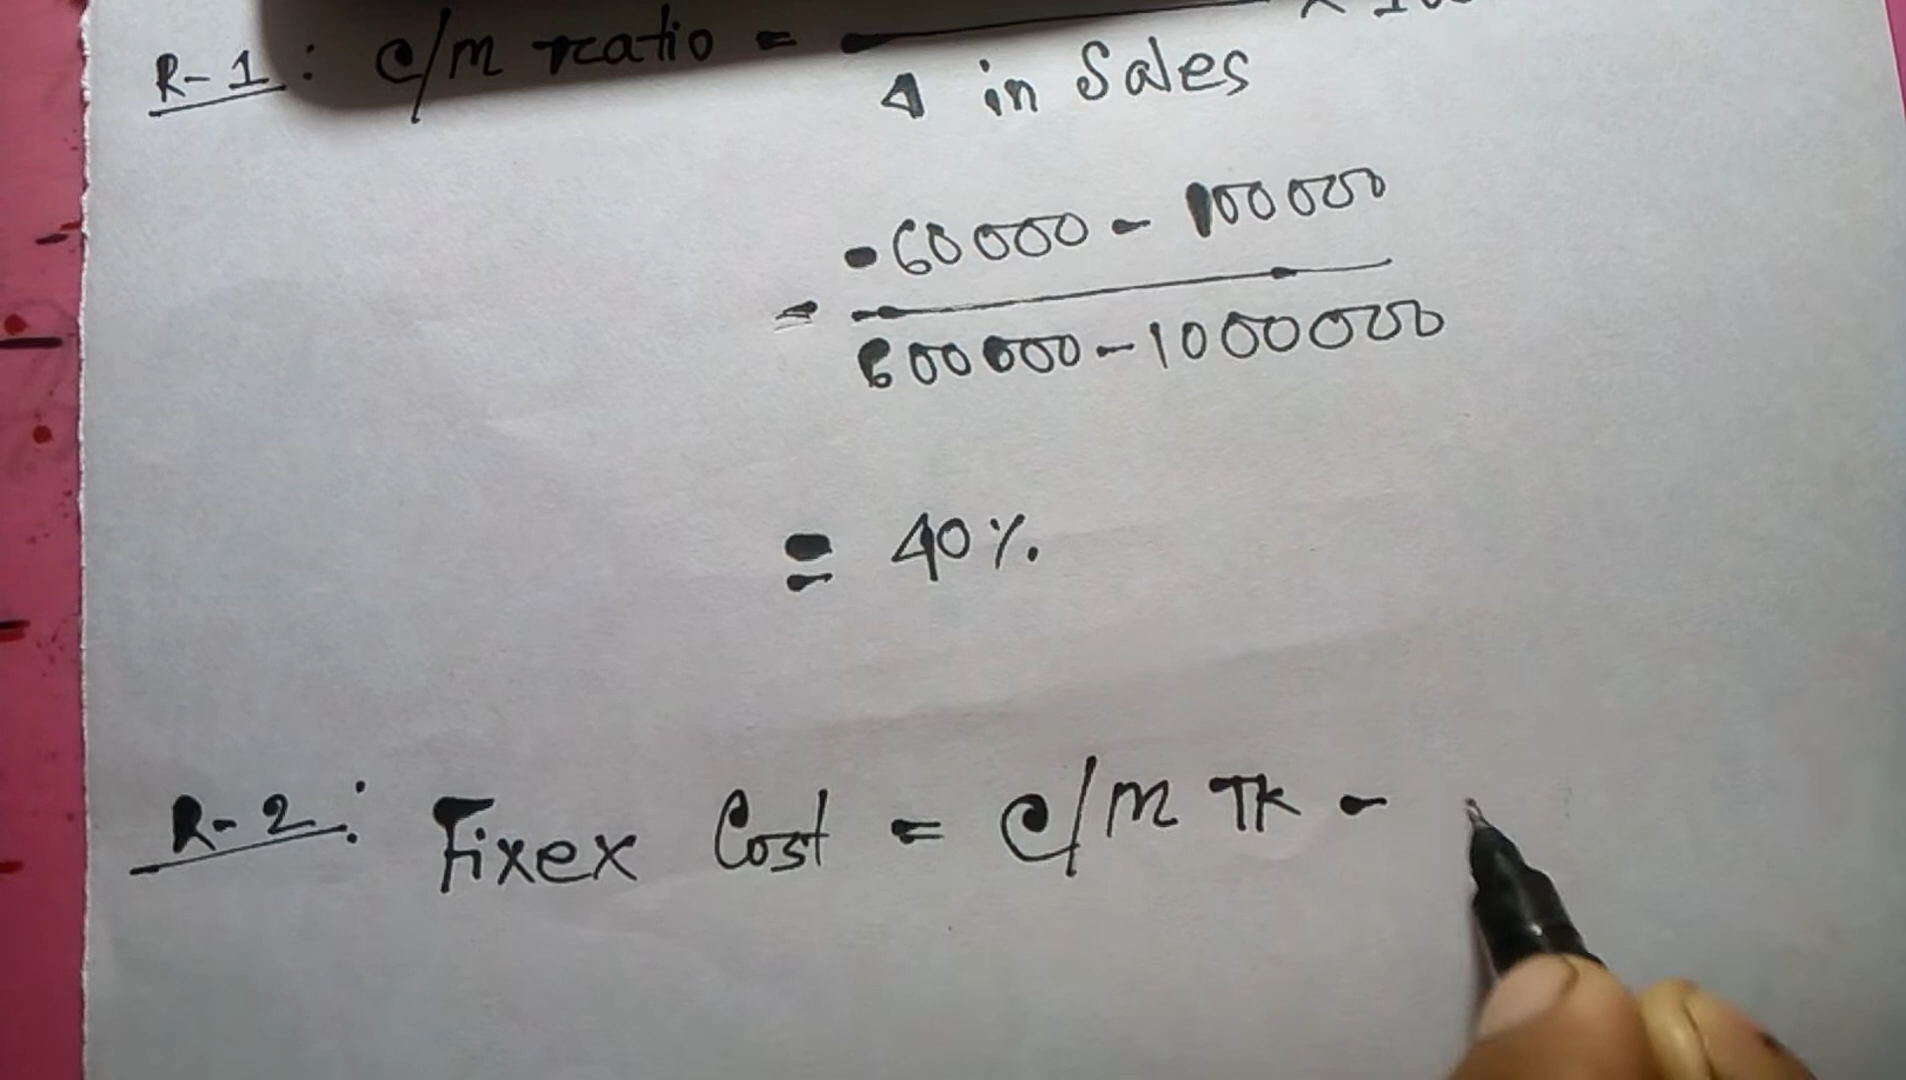 R-1: C/M ratio =
Δ in Sales
= -60000 - 100000
600000 - 1000000
= 40%.
R-2: Fixex Cost = C/M TK -